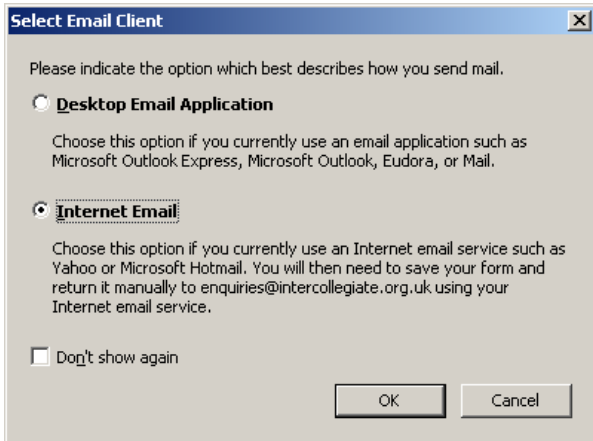 Select Email Client
Please indicate the option which best describes how you send mail.
Desktop Email Application
Choose this option if you currently use an email application such as
Microsoft Outlook Express, Microsoft Outlook, Eudora, or Mail.
Internet Email
Choose this option if you currently use an Internet email service such as
Yahoo or Microsoft Hotmail. You will then need to save your form and
return it manually to enquiries@intercollegiate.org.uk using your
Internet email service.
Don't show again
OK Cancel